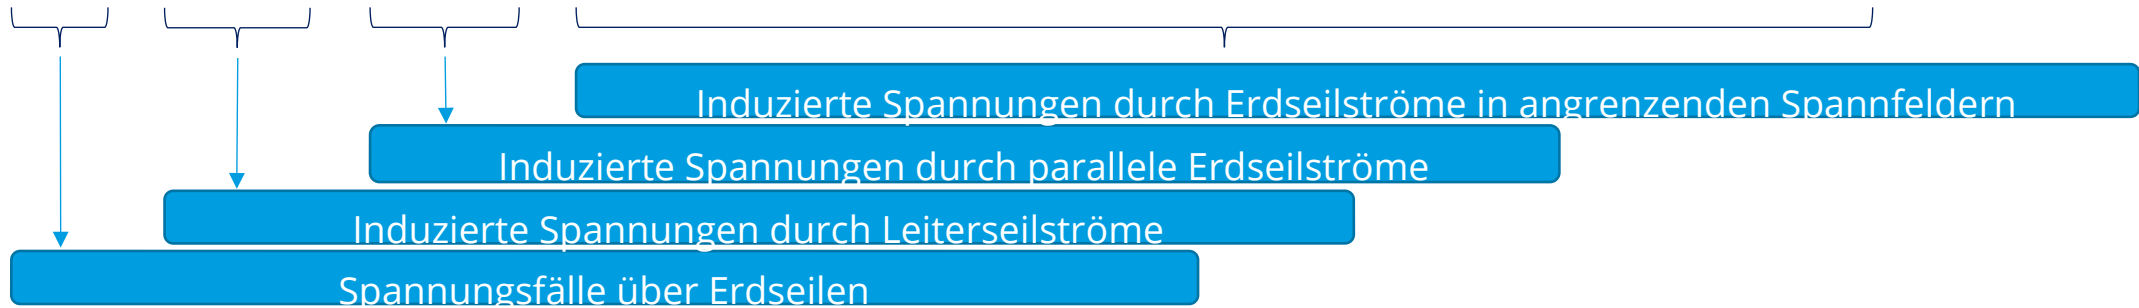 Induzierte Spannungen durch Erdseilströme in angrenzenden Spannfeldern
Induzierte Spannungen durch parallele Erdseilströme
Induzierte Spannungen durch Leiterseilströme
Spannungsfälle über Erdseilen